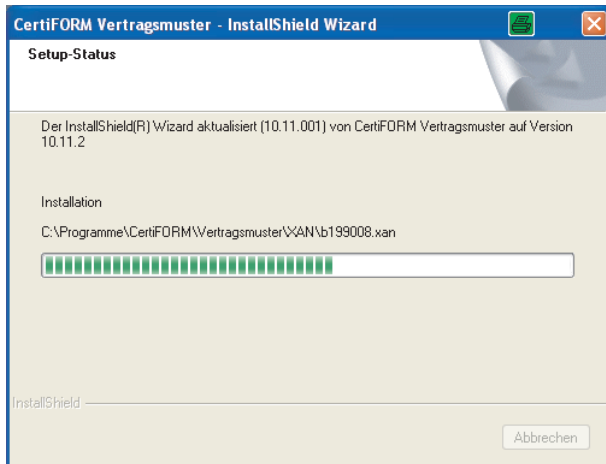 CertiFORM Vertragsmuster - InstallShield Wizard
Setup-Status
Der InstallShield(R) Wizard aktualisiert (10.11.001) von CertiFORM Vertragsmuster auf Version
10.11.2
Installation
C:\Programme\CertiFORM\Vertragsmuster\XAN\b199008.xan
InstallShield
Abbrechen